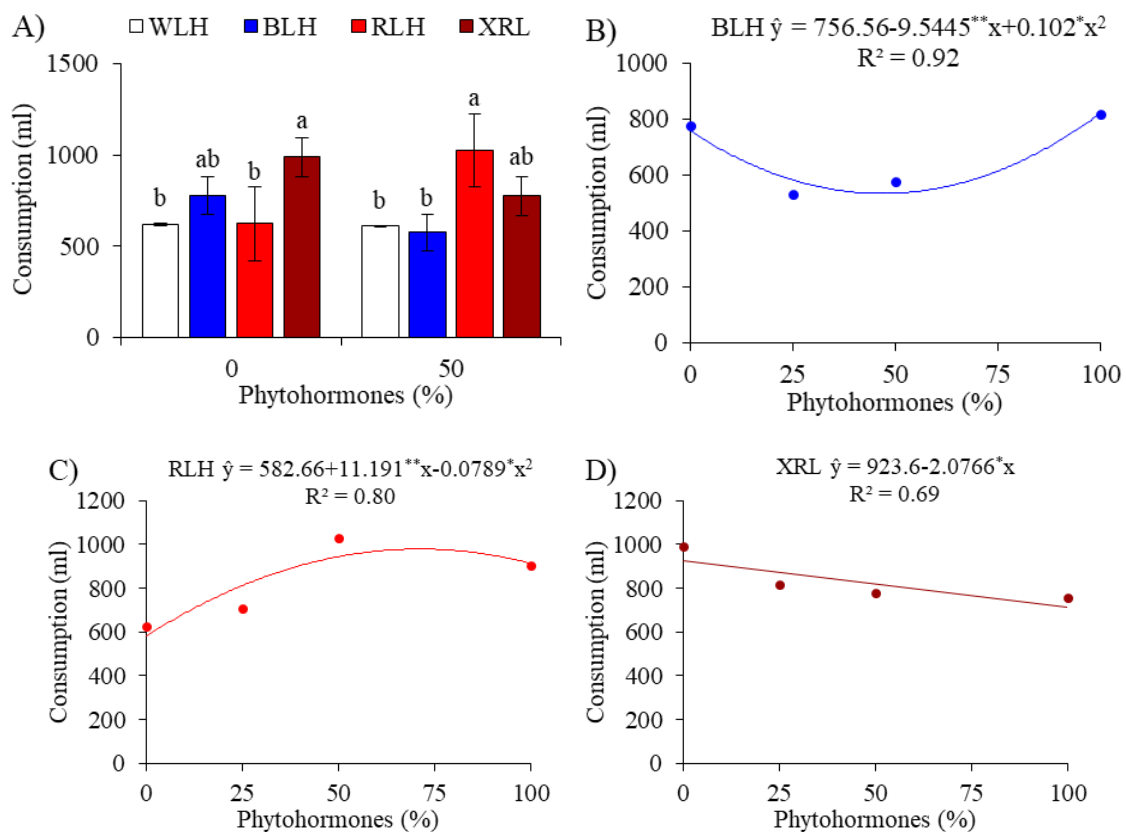 A)
WLH BLH RLH XRL
1500
1000
500
0
Consumption (ml)
b ab b a
b b a ab
0 50
Phytohormones (%)
B)
BLH ŷ = 756.56-9.5445**x+0.102*x²
R² = 0.92
1000
800
600
400
200
0
Consumption (ml)
0 25 50 75 100
Phytohormones (%)
C)
RLH ŷ = 582.66+11.191**x-0.0789*x²
R² = 0.80
1200
1000
800
600
400
200
0
Consumption (ml)
0 25 50 75 100
Phytohormones (%)
D)
XRL ŷ = 923.6-2.0766*x
R² = 0.69
1200
1000
800
600
400
200
0
Consumption (ml)
0 25 50 75 100
Phytohormones (%)